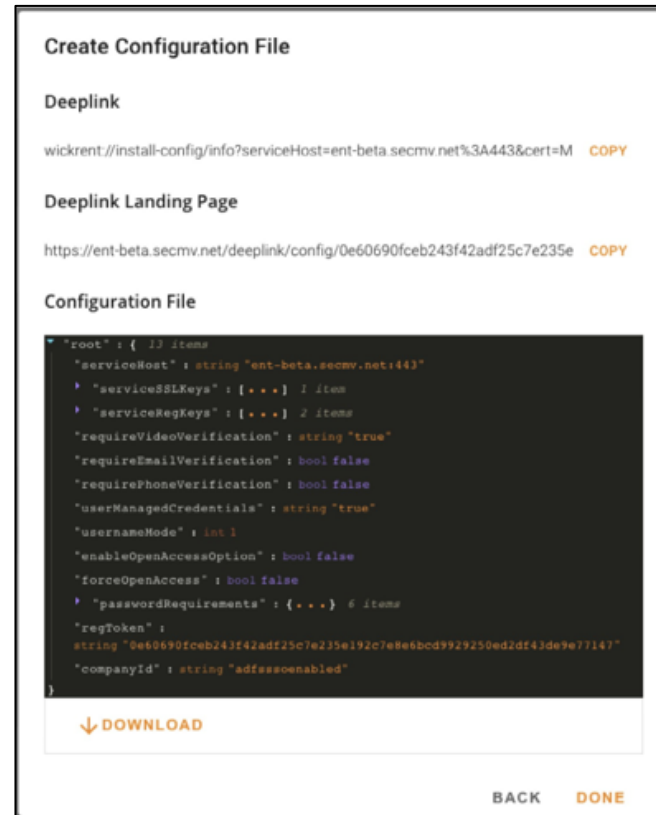 Create Configuration File
Deeplink
wickrent://install-config/info?serviceHost=ent-beta.secmv.net%3A443&cert=M COPY
Deeplink Landing Page
https://ent-beta.secmv.net/deeplink/config/0e60690fceb243f42adf25c7e235e COPY
Configuration File
"root" : { 13 items
"serviceHost" : string "ent-beta.secmv.net:443"
"serviceSSLKeys" : [...] 1 item
"serviceRegKeys" : [...] 2 items
"requireVideoVerification" : string "true"
"requireEmailVerification" : bool false
"requirePhoneVerification" : bool false
"userManagedCredentials" : string "true"
"usernameMode" : int 1
"enableOpenAccessOption" : bool false
"forceOpenAccess" : bool false
"passwordRequirements" : {...} 6 items
"regToken" :
string "0e60690fceb243f42adf25c7e235e192c7e8e6bcd9929250ed2df43de9e77147"
"companyId" : string "adfsssoenabled"
}
DOWNLOAD
BACK DONE